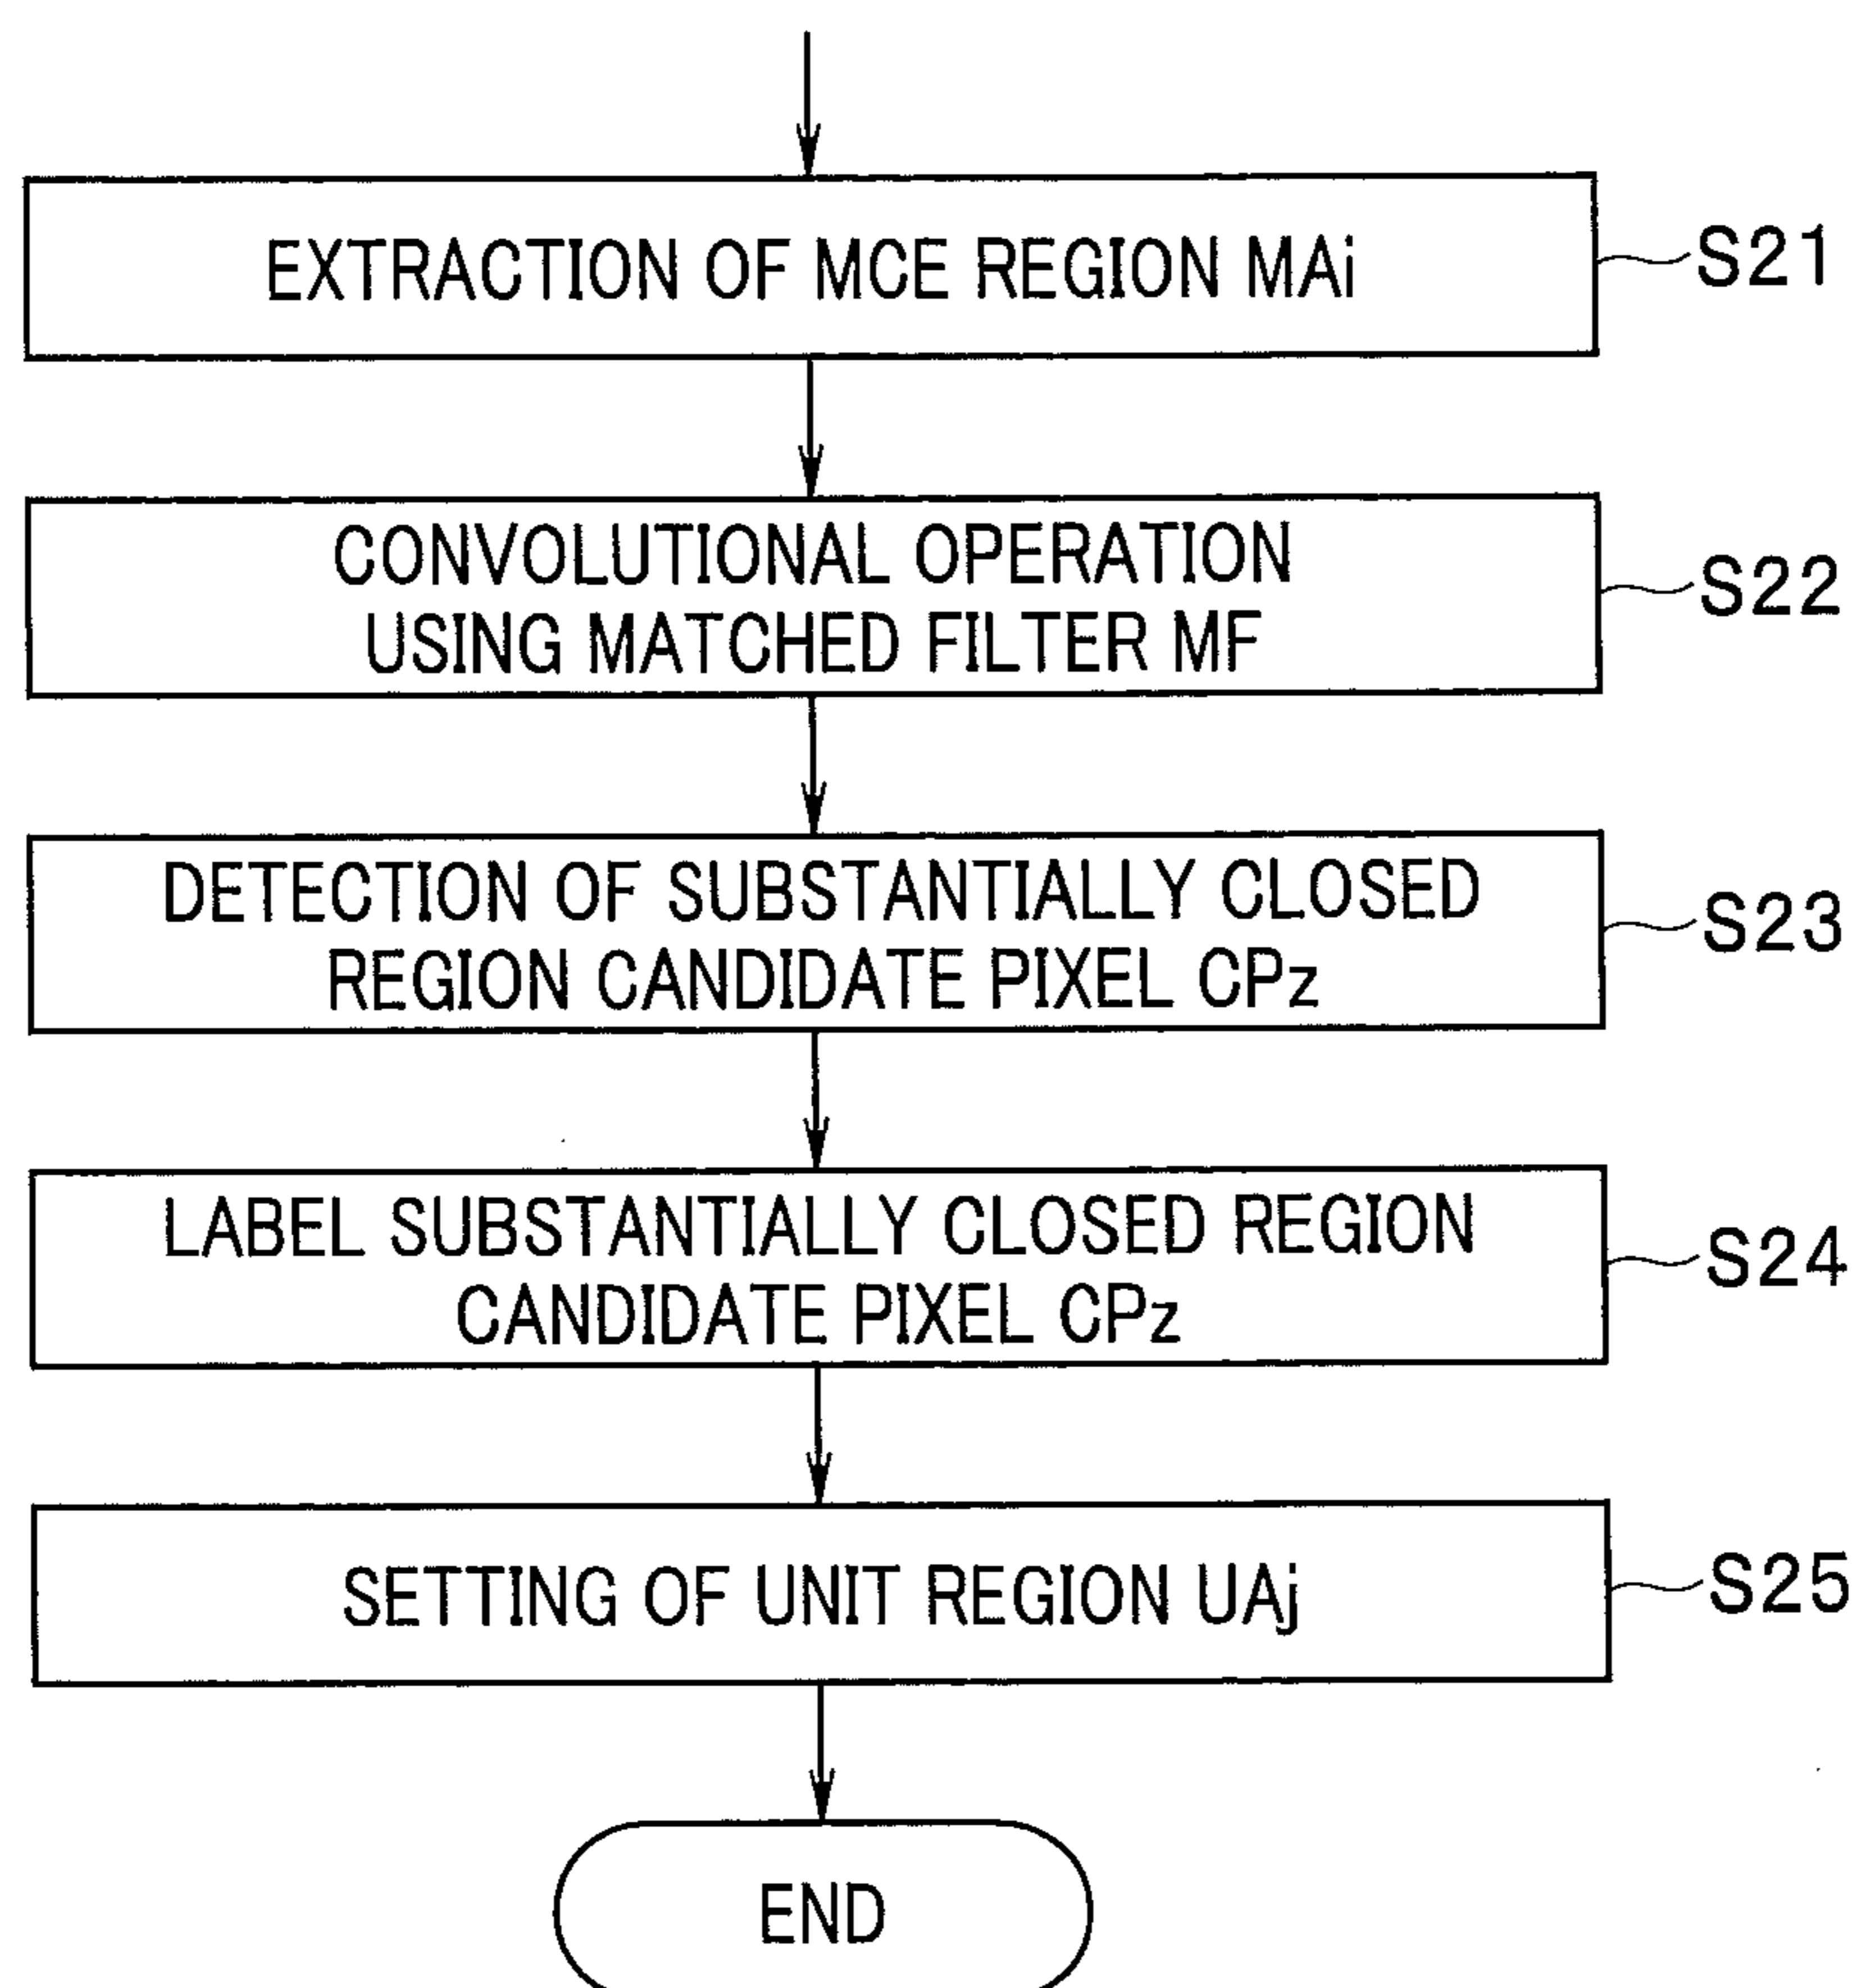 EXTRACTION OF MCE REGION MAi
S21
CONVOLUTIONAL OPERATION
USING MATCHED FILTER MF
S22
DETECTION OF SUBSTANTIALLY CLOSED
REGION CANDIDATE PIXEL CPz
S23
LABEL SUBSTANTIALLY CLOSED REGION
CANDIDATE PIXEL CPz
S24
SETTING OF UNIT REGION UAj
S25
END